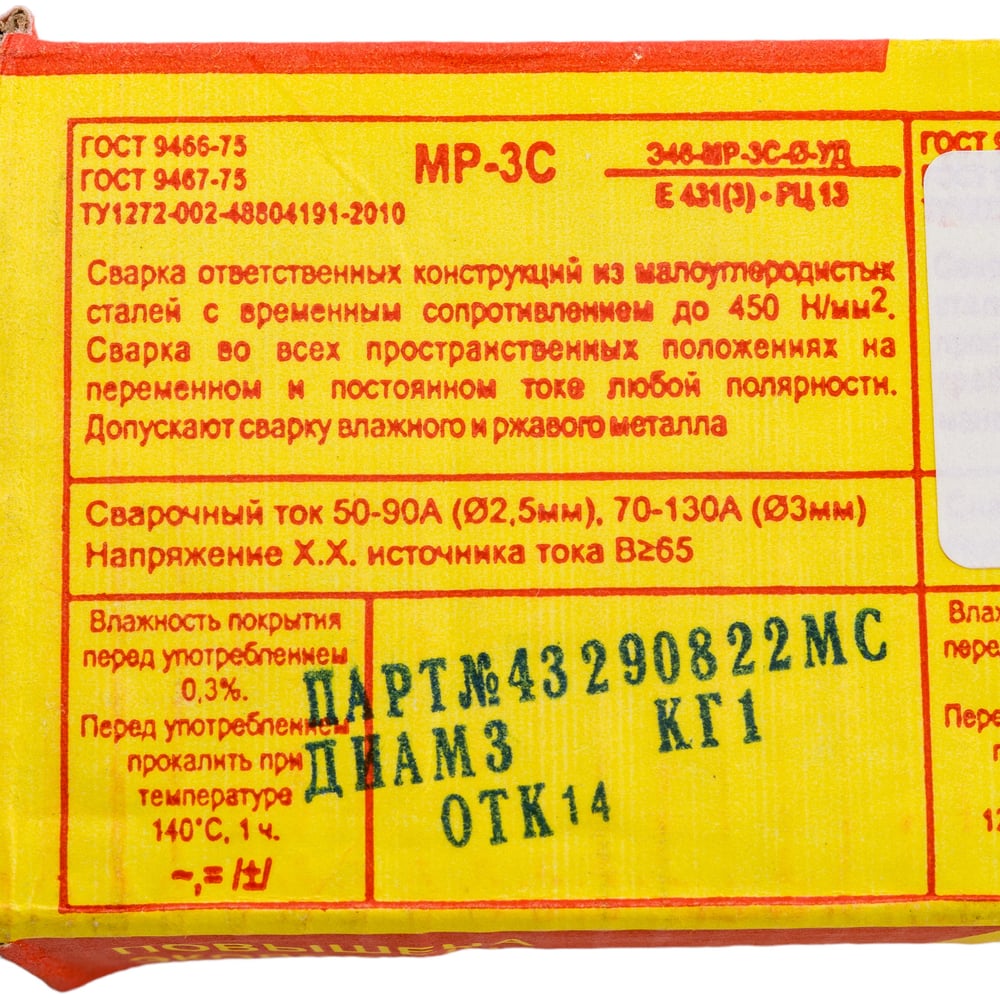 ГОСТ 9466-75
ГОСТ 9467-75
ТУ1272-002-48804191-2010
МР-3С
Э46-МР-3С-Ø-УД
Е 431(3)-РЦ 13
Сварка ответственных конструкций из малоуглеродистых
сталей с временным сопротивлением до 450 Н/мм².
Сварка во всех пространственных положениях на
переменном и постоянном токе любой полярности.
Допускают сварку влажного и ржавого металла
Сварочный ток 50-90А (Ø2,5мм), 70-130А (Ø3мм)
Напряжение Х.Х. источника тока В≥65
Влажность покрытия
перед употреблением
0,3%.
Перед употреблением
прокалить при
температуре
140°С, 1 ч.
~,= /±/
ПАРТ№43290822МС
ДИАМ3 КГ1
ОТК14
ГОСТ
ПОВЫШЕНА